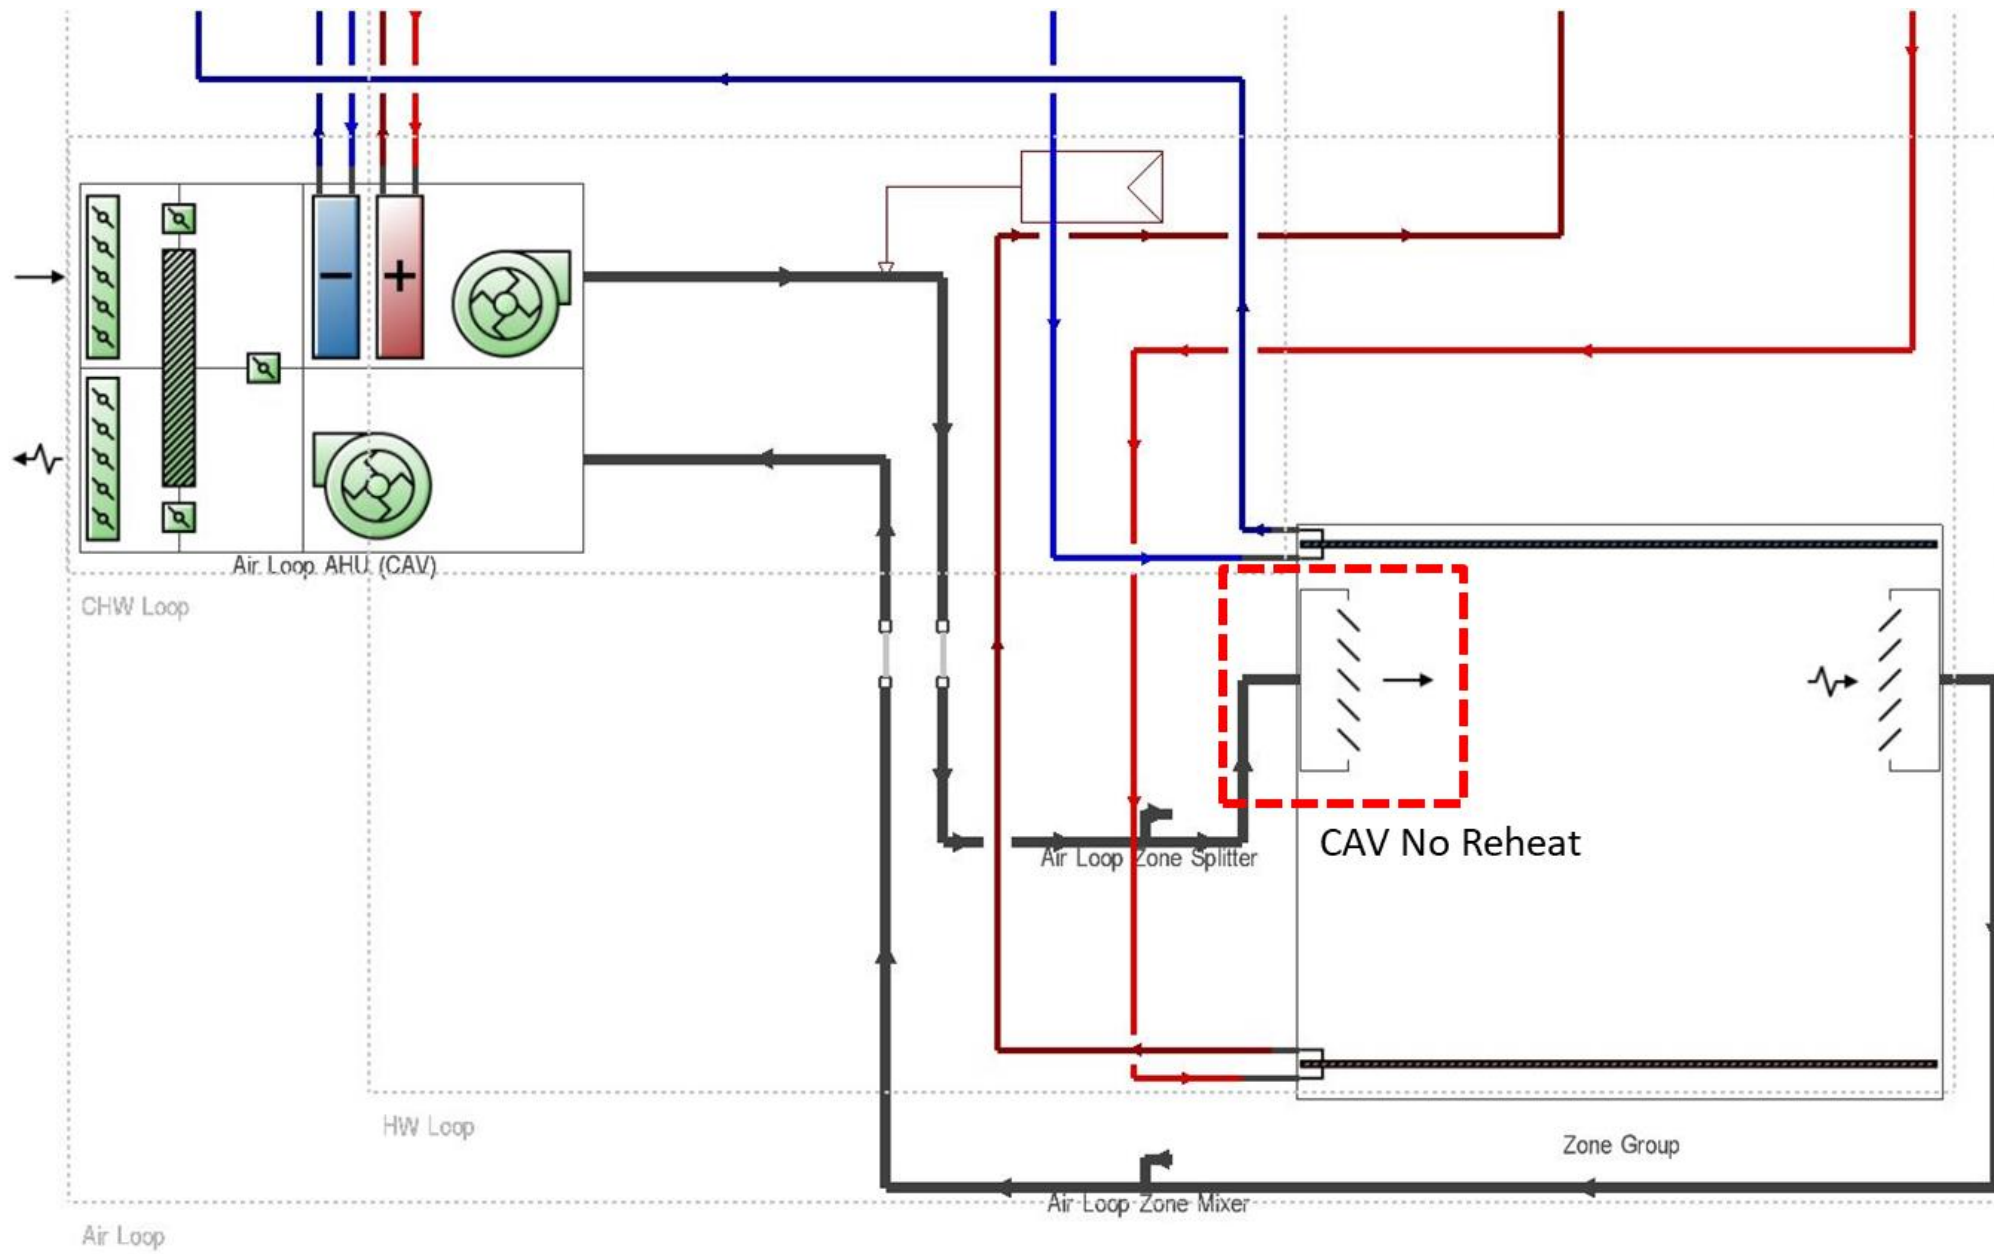 Air Loop AHU (CAV)
CHW Loop
Air Loop Zone Splitter
CAV No Reheat
HW Loop
Zone Group
Air Loop Zone Mixer
Air Loop